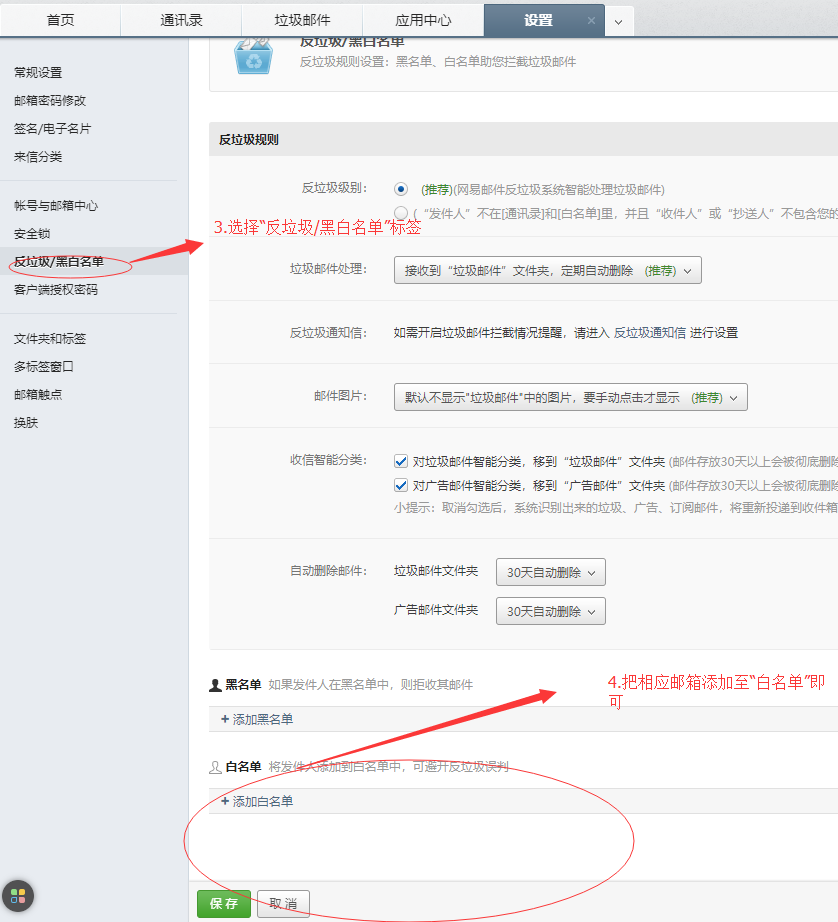 首页 通讯录 垃圾邮件 应用中心 设置
反垃圾/黑白名单
反垃圾规则设置：黑名单、白名单助您拦截垃圾邮件
常规设置
邮箱密码修改
签名/电子名片
来信分类
帐号与邮箱中心
安全锁
反垃圾/黑白名单
客户端授权密码
文件夹和标签
多标签窗口
邮箱触点
换肤
反垃圾规则
反垃圾级别： (推荐)(网易邮件反垃圾系统智能处理垃圾邮件)
(“发件人”不在[通讯录]和[白名单]里，并且“收件人”或“抄送人”不包含您的
3.选择“反垃圾/黑白名单”标签
垃圾邮件处理： 接收到“垃圾邮件”文件夹，定期自动删除 (推荐)
反垃圾通知信： 如需开启垃圾邮件拦截情况提醒，请进入 反垃圾通知信 进行设置
邮件图片： 默认不显示"垃圾邮件"中的图片，要手动点击才显示 (推荐)
收信智能分类： 对垃圾邮件智能分类，移到“垃圾邮件”文件夹 (邮件存放30天以上会被彻底删除
对广告邮件智能分类，移到“广告邮件”文件夹 (邮件存放30天以上会被彻底删除
小提示：取消勾选后，系统识别出来的垃圾、广告、订阅邮件，将重新投递到收件箱
自动删除邮件： 垃圾邮件文件夹 30天自动删除
广告邮件文件夹 30天自动删除
黑名单 如果发件人在黑名单中，则拒收其邮件
4.把相应邮箱添加至“白名单”即
可
+ 添加黑名单
白名单 将发件人添加到白名单中，可避开反垃圾误判
+ 添加白名单
保存 取消